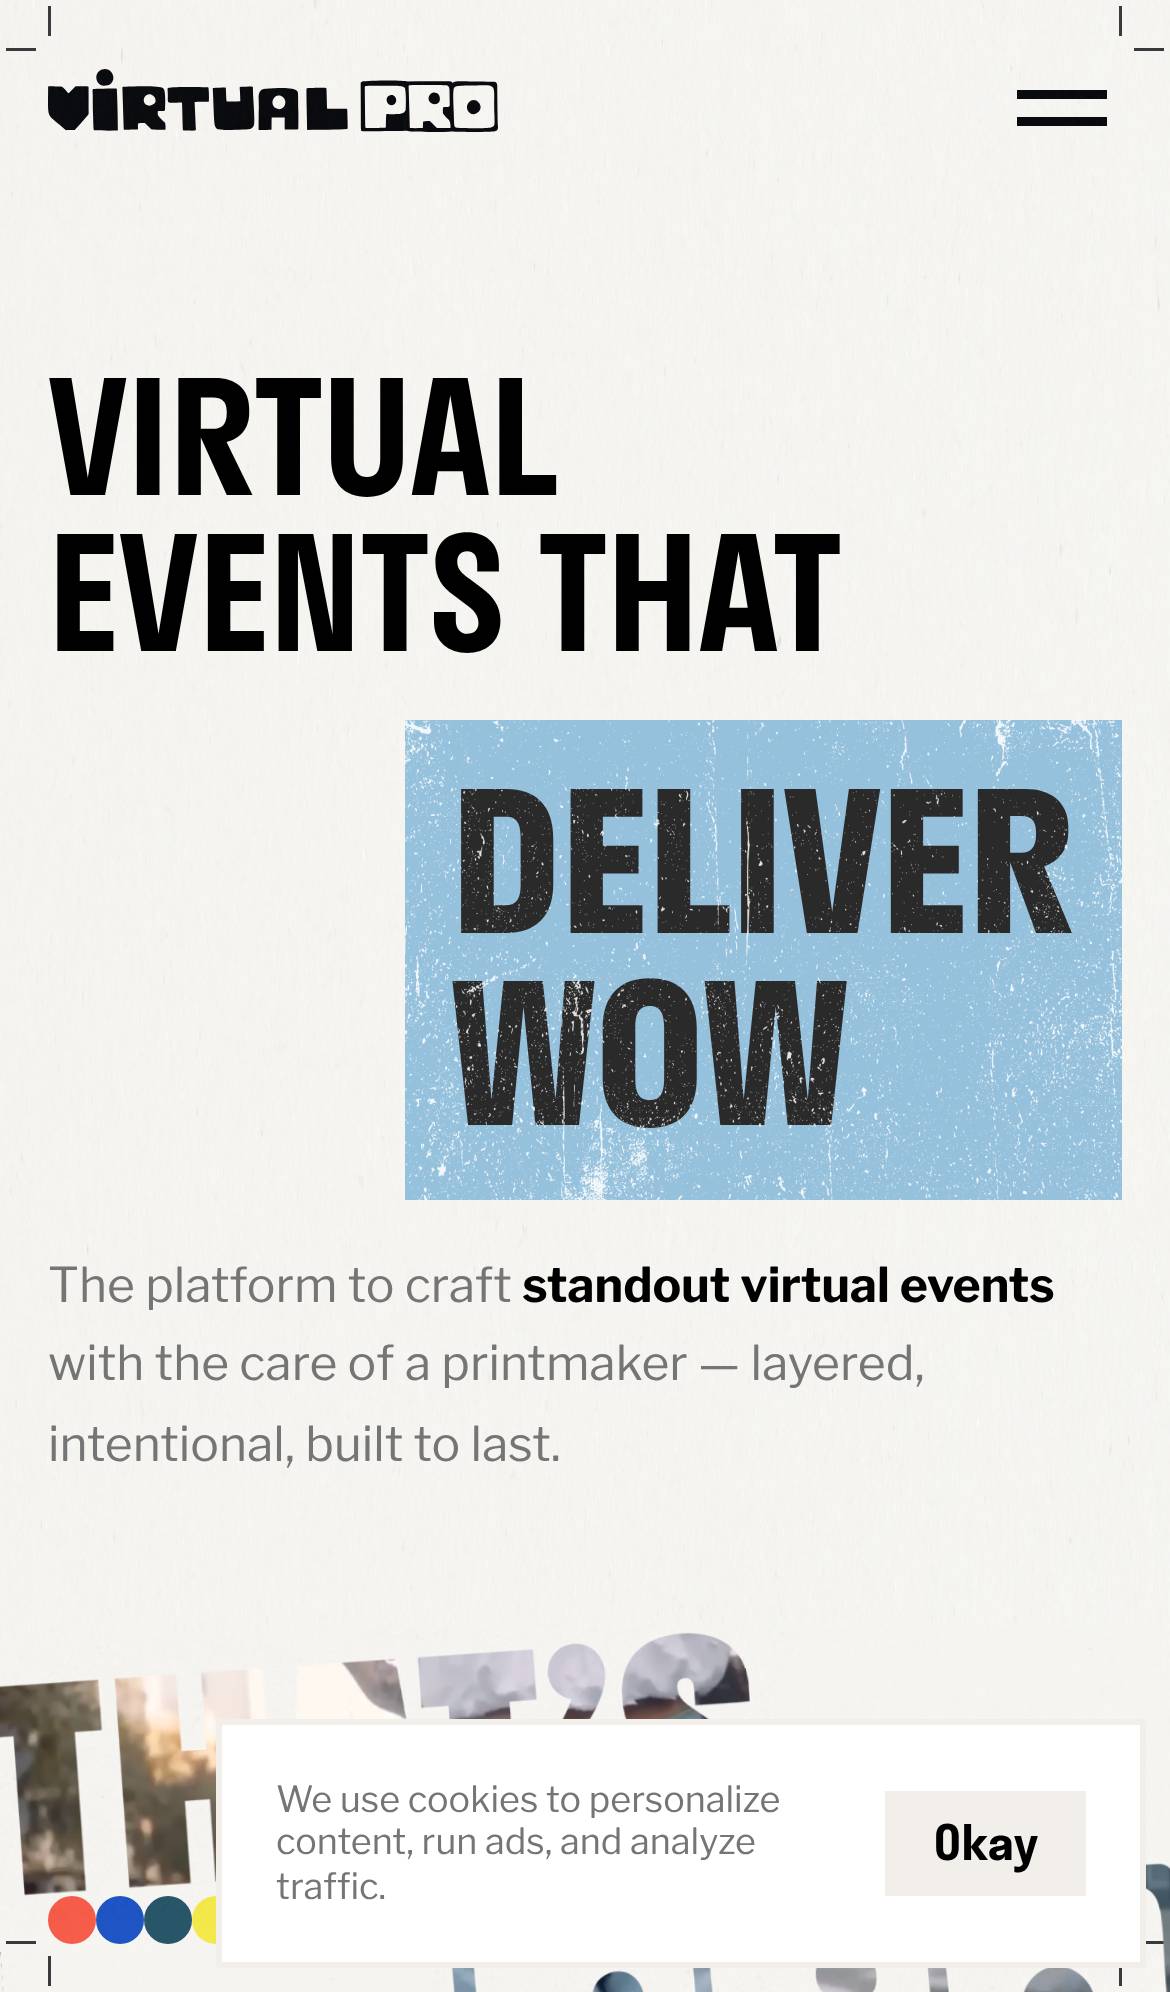 ViRTUAL PRO
VIRTUAL
EVENTS THAT
DELIVER
WOW
The platform to craft standout virtual events
with the care of a printmaker — layered,
intentional, built to last.
THAT’S
We use cookies to personalize
content, run ads, and analyze
traffic.
Okay